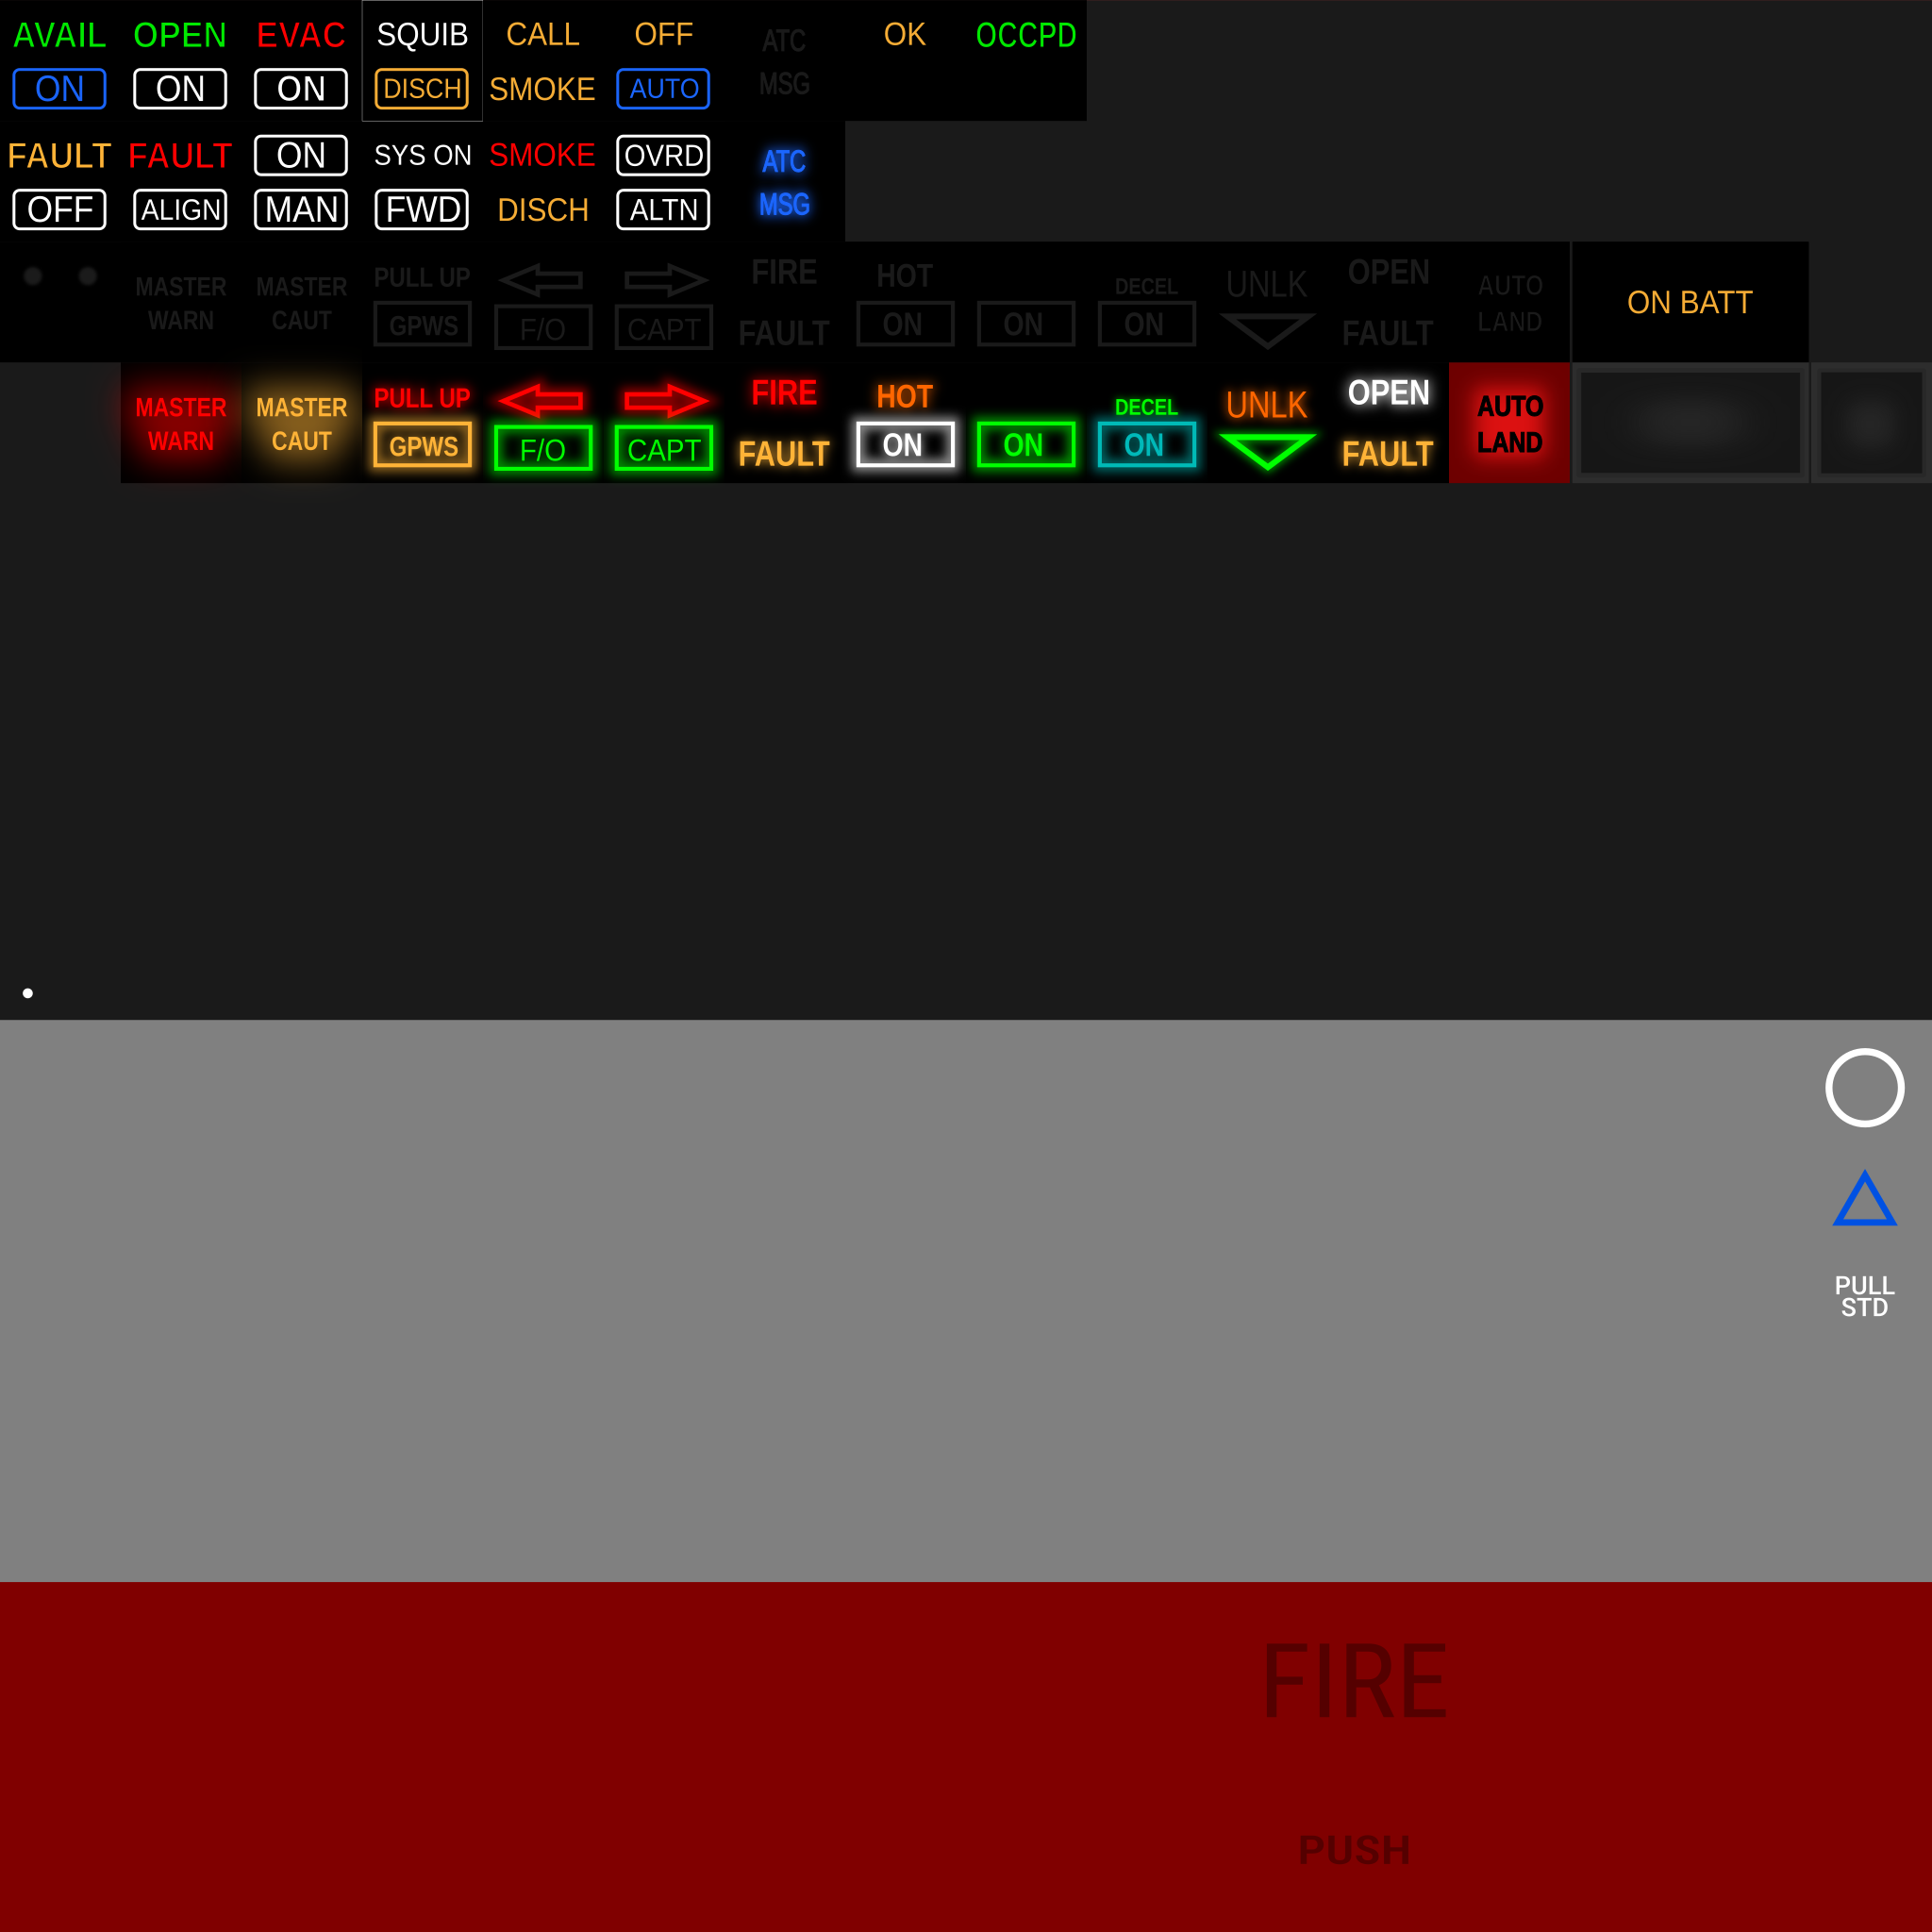 AVAIL OPEN EVAC SQUIB CALL OFF ATC OK OCCPD
ON ON ON DISCH SMOKE AUTO MSG
FAULT FAULT ON SYS ON SMOKE OVRD ATC
OFF ALIGN MAN FWD DISCH ALTN MSG
MASTER MASTER PULL UP FIRE HOT DECEL UNLK OPEN AUTO ON BATT
WARN CAUT GPWS F/O CAPT FAULT ON ON ON FAULT LAND
MASTER MASTER PULL UP FIRE HOT DECEL UNLK OPEN AUTO
WARN CAUT GPWS F/O CAPT FAULT ON ON ON FAULT LAND
PULL
STD
FIRE
PUSH